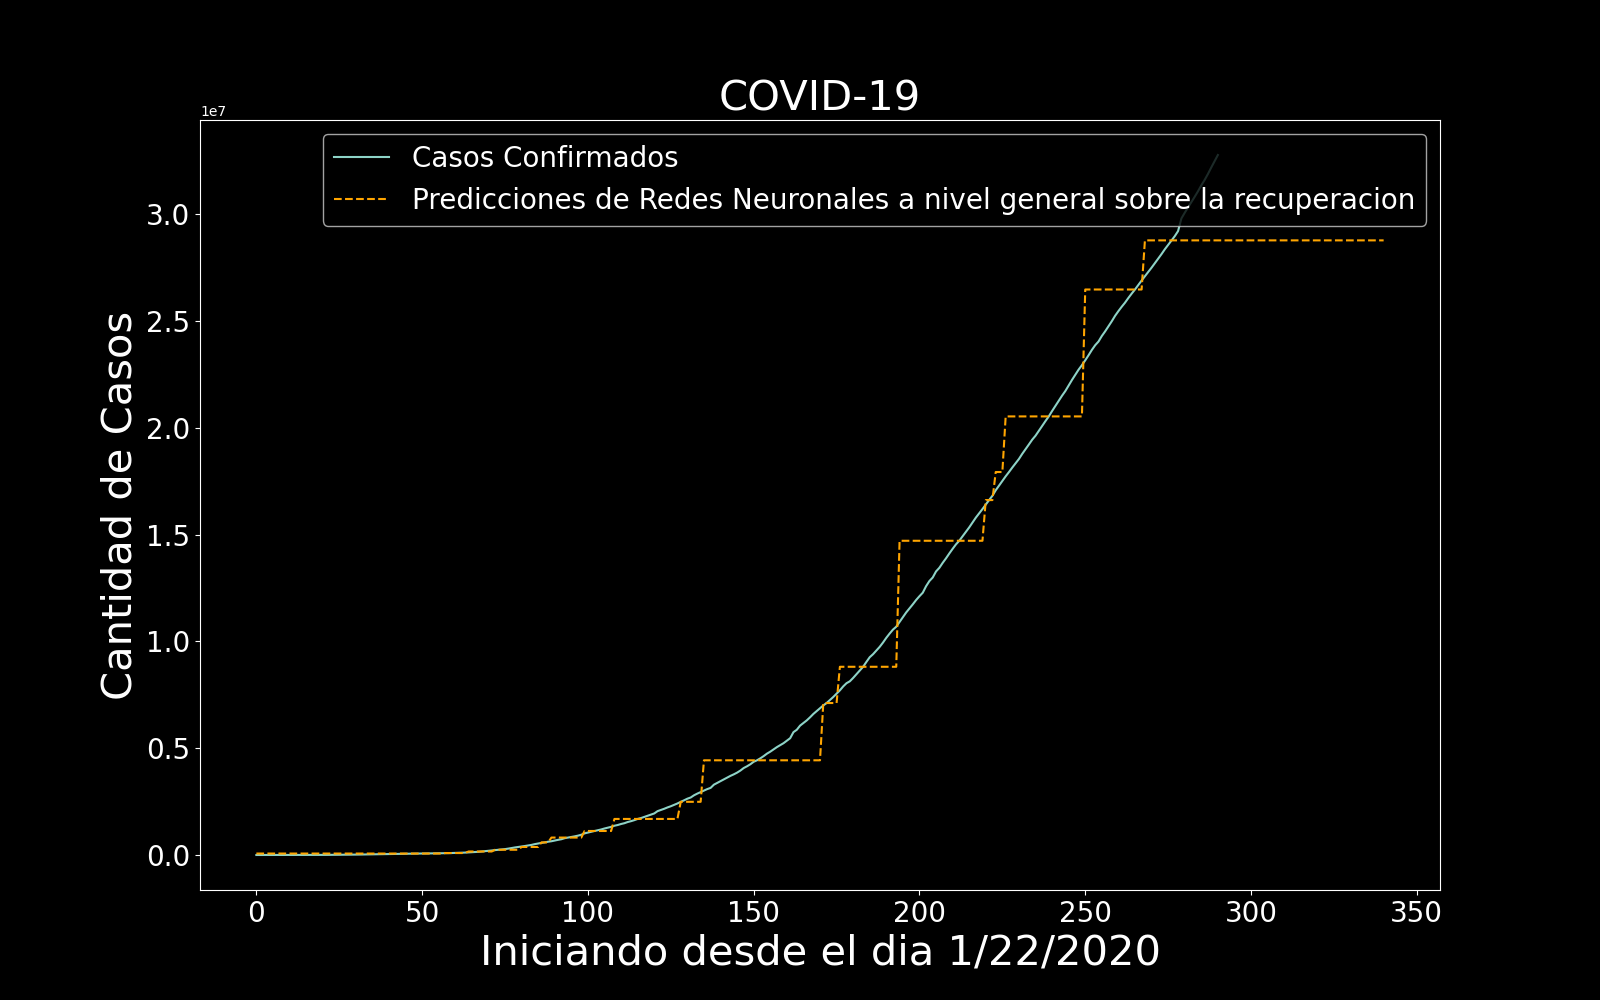 COVID-19
1e7
Casos Confirmados
Predicciones de Redes Neuronales a nivel general sobre la recuperacion
3.0
2.5
2.0
1.5
1.0
0.5
0.0
Cantidad de Casos
0 50 100 150 200 250 300 350
Iniciando desde el dia 1/22/2020